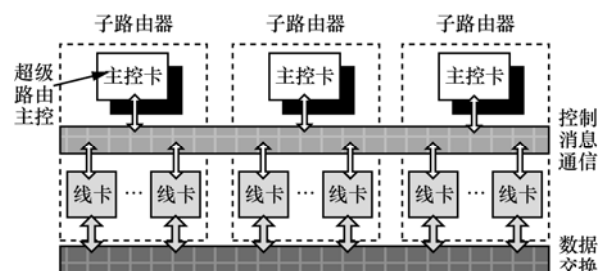 子路由器 子路由器 子路由器
超级
路由
主控
主控卡 主控卡 主控卡
控制
消息
通信
线卡 … 线卡 线卡 … 线卡 线卡 … 线卡
数据
交换